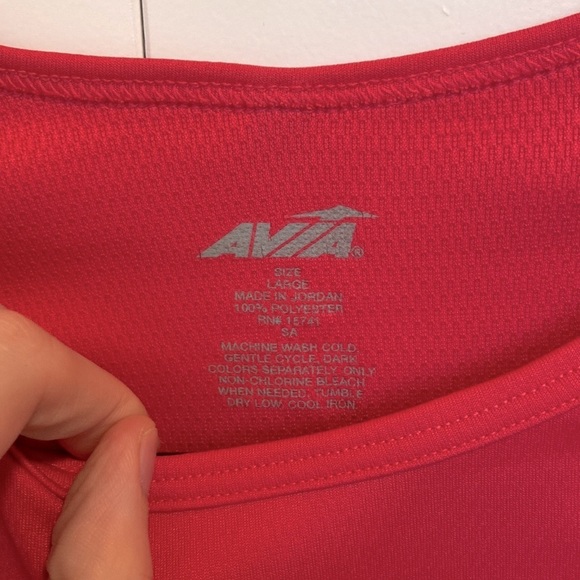 AVIA®
SIZE
LARGE
MADE IN JORDAN
100% POLYESTER
RN# 15741
SA
MACHINE WASH COLD,
GENTLE CYCLE, DARK
COLORS SEPARATELY. ONLY
NON-CHLORINE BLEACH
WHEN NEEDED, TUMBLE
DRY LOW, COOL IRON